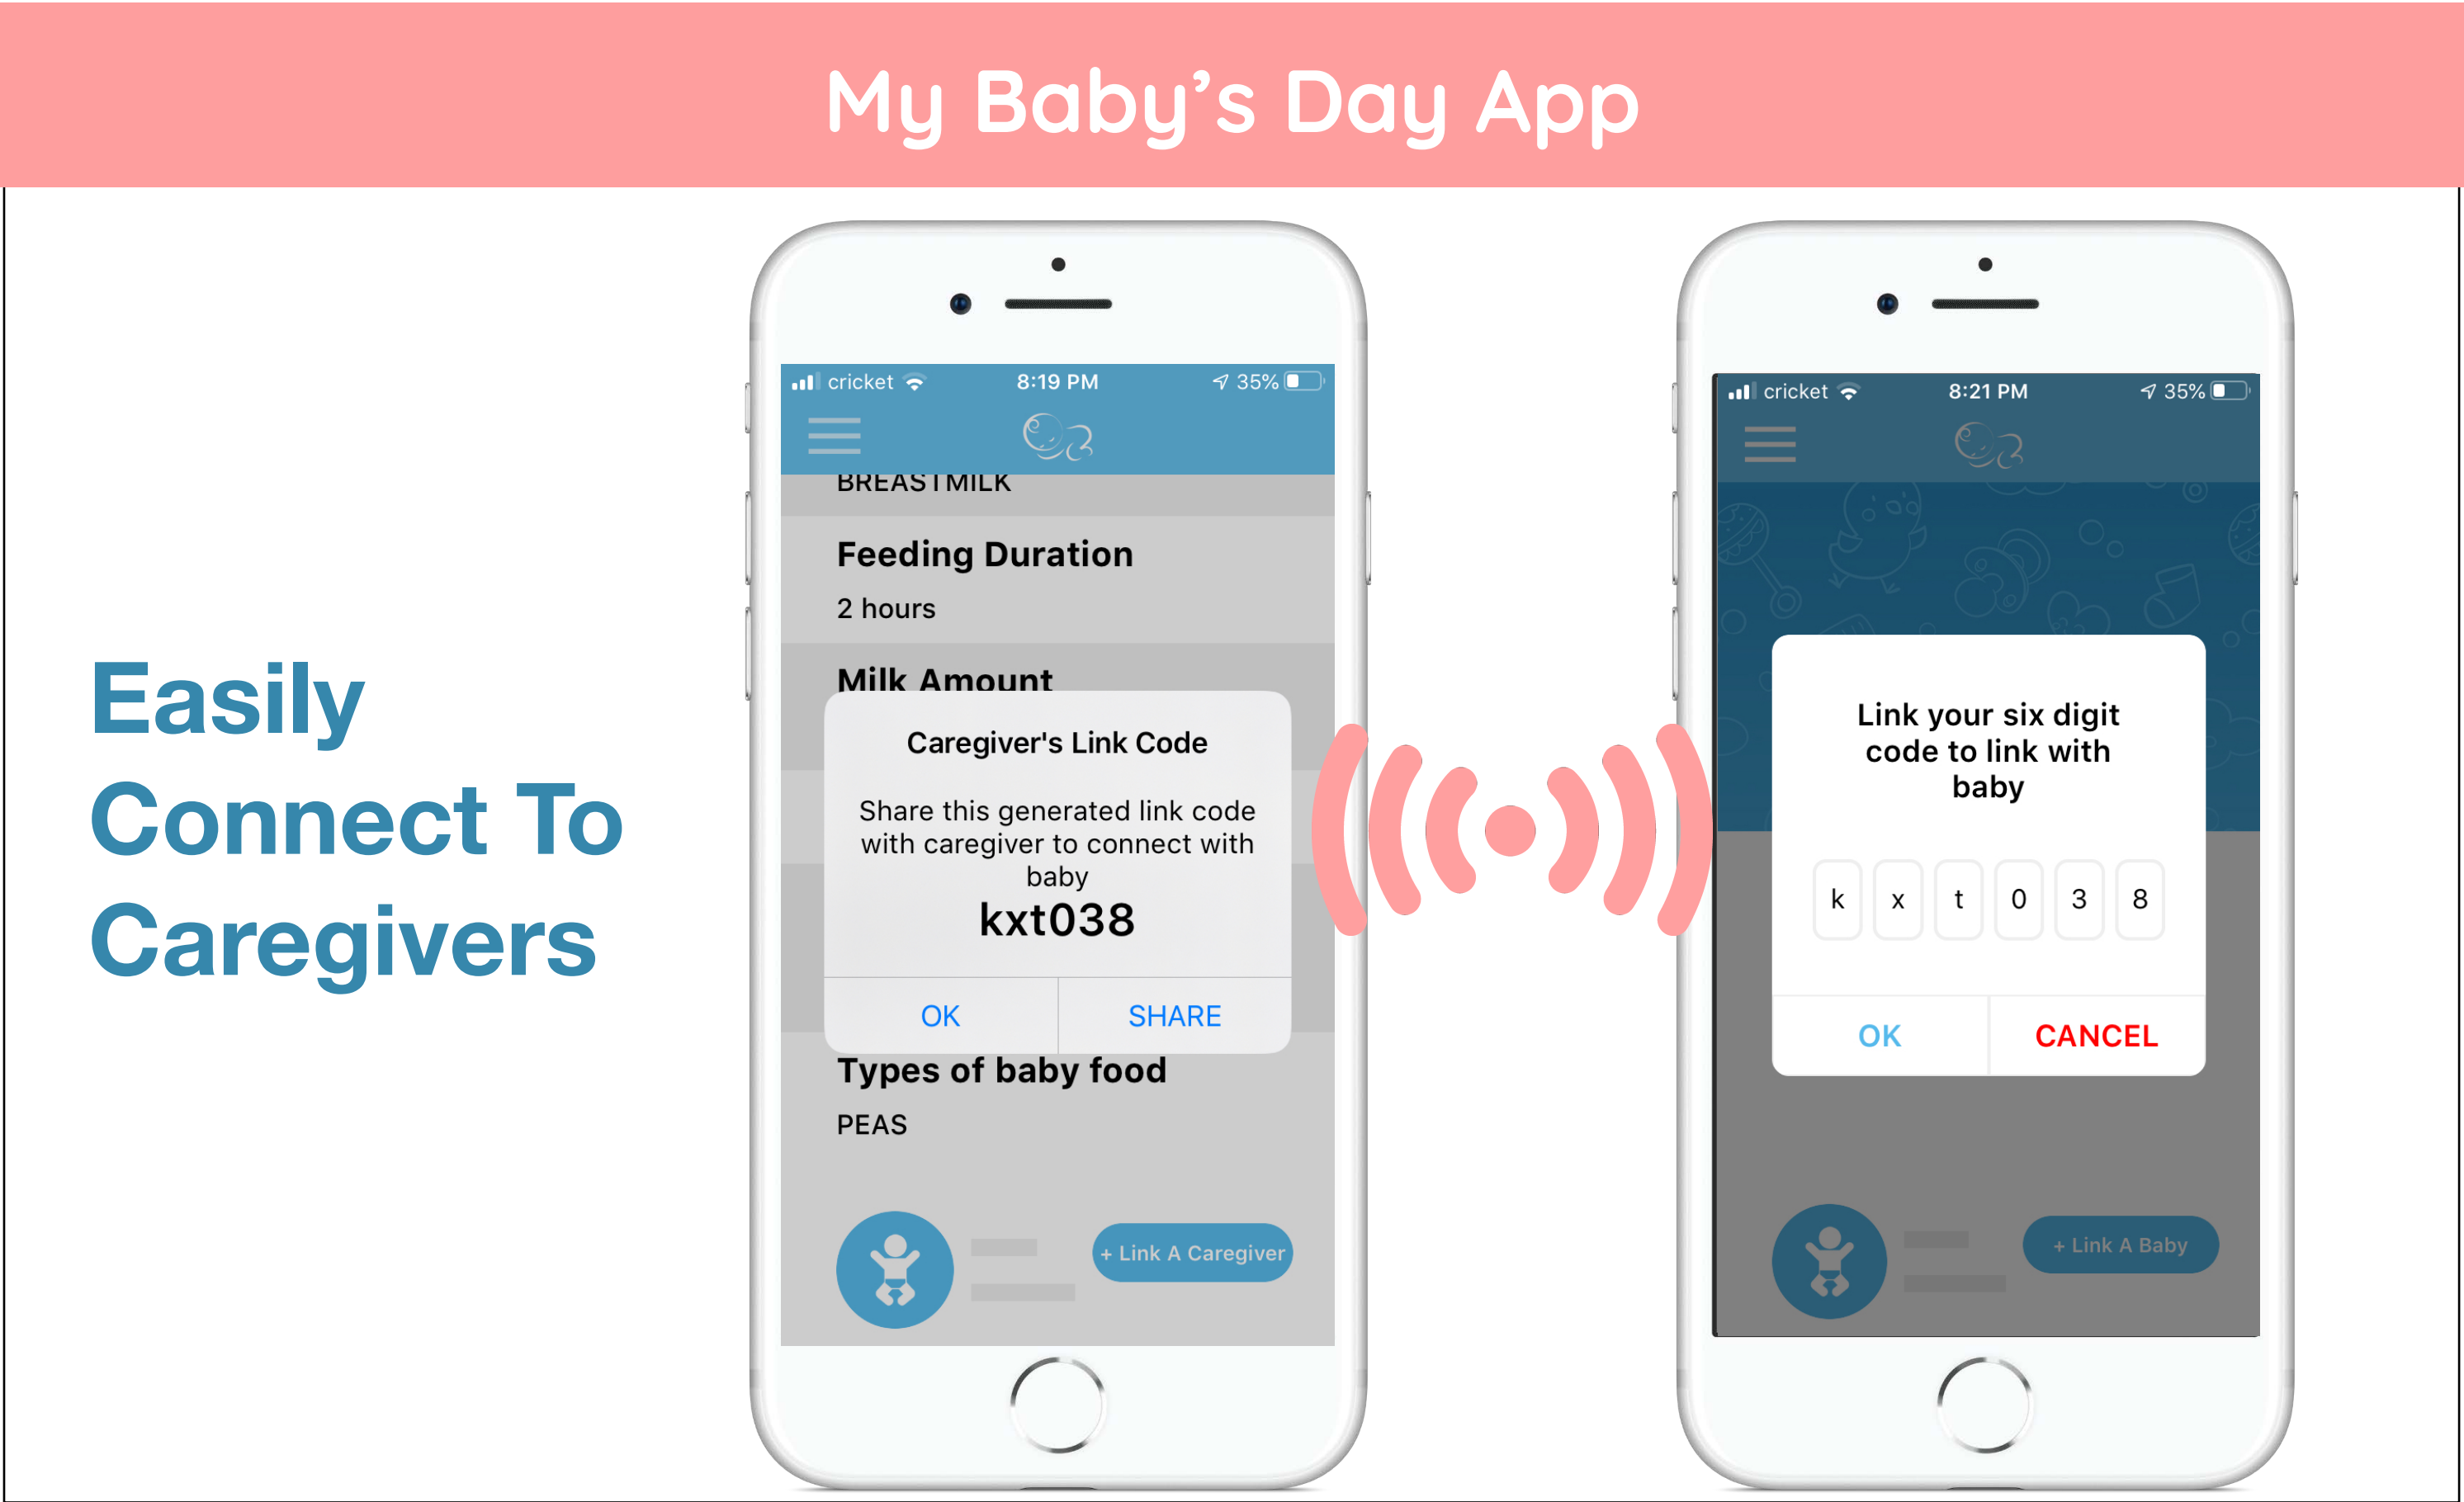 My Baby's Day App
Easily
Connect To
Caregivers
cricket 8:19 PM 35%
BREASTMILK
Feeding Duration
2 hours
Milk Amount
Caregiver's Link Code
Share this generated link code
with caregiver to connect with
baby
kxt038
OK SHARE
Types of baby food
PEAS
+ Link A Caregiver
cricket 8:21 PM 35%
Link your six digit
code to link with
baby
k x t 0 3 8
OK CANCEL
+ Link A Baby